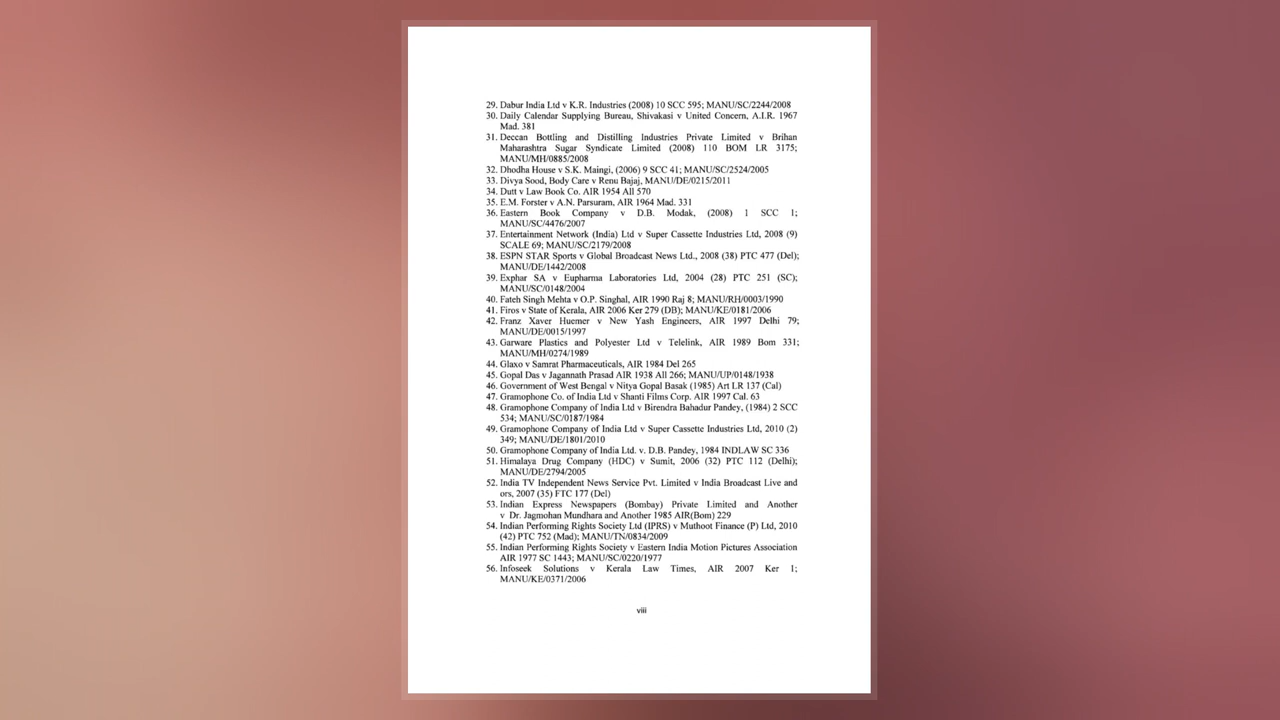 29. Dabur India Ltd v K.R. Industries (2008) 10 SCC 595; MANU/SC/2244/2008
30. Daily Calendar Supplying Bureau, Shivakasi v United Concern, A.I.R. 1967
Mad. 381
31. Deccan Bottling and Distilling Industries Private Limited v Brihan
Maharashtra Sugar Syndicate Limited (2008) 110 BOM LR 3175;
MANU/MH/0885/2008
32. Dhodha House v S.K. Maingi, (2006) 9 SCC 41; MANU/SC/2524/2005
33. Divya Sood, Body Care v Renu Bajaj, MANU/DE/0215/2011
34. Dutt v Law Book Co. AIR 1954 All 570
35. E.M. Forster v A.N. Parsuram, AIR 1964 Mad. 331
36. Eastern Book Company v D.B. Modak, (2008) 1 SCC 1;
MANU/SC/4476/2007
37. Entertainment Network (India) Ltd v Super Cassette Industries Ltd, 2008 (9)
SCALE 69; MANU/SC/2179/2008
38. ESPN STAR Sports v Global Broadcast News Ltd., 2008 (38) PTC 477 (Del);
MANU/DE/1442/2008
39. Exphar SA v Eupharma Laboratories Ltd, 2004 (28) PTC 251 (SC);
MANU/SC/0148/2004
40. Fateh Singh Mehta v O.P. Singhal, AIR 1990 Raj 8; MANU/RH/0003/1990
41. Firos v State of Kerala, AIR 2006 Ker 279 (DB); MANU/KE/0181/2006
42. Franz Xaver Huemer v New Yash Engineers, AIR 1997 Delhi 79;
MANU/DE/0015/1997
43. Garware Plastics and Polyester Ltd v Telelink, AIR 1989 Bom 331;
MANU/MH/0274/1989
44. Glaxo v Samrat Pharmaceuticals, AIR 1984 Del 265
45. Gopal Das v Jagannath Prasad AIR 1938 All 266; MANU/UP/0148/1938
46. Government of West Bengal v Nitya Gopal Basak (1985) Art LR 137 (Cal)
47. Gramophone Co. of India Ltd v Shanti Films Corp. AIR 1997 Cal. 63
48. Gramophone Company of India Ltd v Birendra Bahadur Pandey, (1984) 2 SCC
534; MANU/SC/0187/1984
49. Gramophone Company of India Ltd v Super Cassette Industries Ltd, 2010 (2)
349; MANU/DE/1801/2010
50. Gramophone Company of India Ltd. v. D.B. Pandey, 1984 INDLAW SC 336
51. Himalaya Drug Company (HDC) v Sumit, 2006 (32) PTC 112 (Delhi);
MANU/DE/2794/2005
52. India TV Independent News Service Pvt. Limited v India Broadcast Live and
ors, 2007 (35) FTC 177 (Del)
53. Indian Express Newspapers (Bombay) Private Limited and Another
v Dr. Jagmohan Mundhara and Another 1985 AIR(Bom) 229
54. Indian Performing Rights Society Ltd (IPRS) v Muthoot Finance (P) Ltd, 2010
(42) PTC 752 (Mad); MANU/TN/0834/2009
55. Indian Performing Rights Society v Eastern India Motion Pictures Association
AIR 1977 SC 1443; MANU/SC/0220/1977
56. Infoseek Solutions v Kerala Law Times, AIR 2007 Ker 1;
MANU/KE/0371/2006
viii